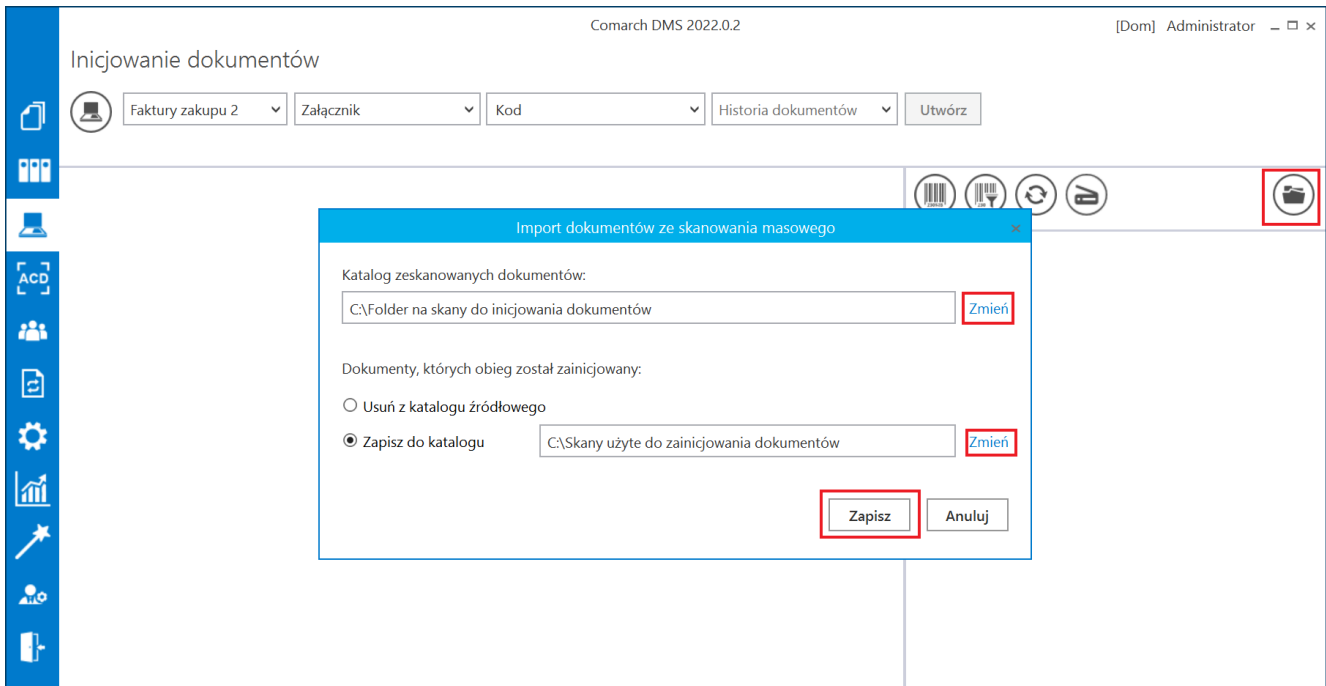 Comarch DMS 2022.0.2
[Dom] Administrator
Inicjowanie dokumentów
Faktury zakupu 2 Załącznik Kod Historia dokumentów Utwórz
ACD
Import dokumentów ze skanowania masowego
Katalog zeskanowanych dokumentów:
C:\Folder na skany do inicjowania dokumentów Zmień
Dokumenty, których obieg został zainicjowany:
Usuń z katalogu źródłowego
Zapisz do katalogu C:\Skany użyte do zainicjowania dokumentów Zmień
Zapisz Anuluj